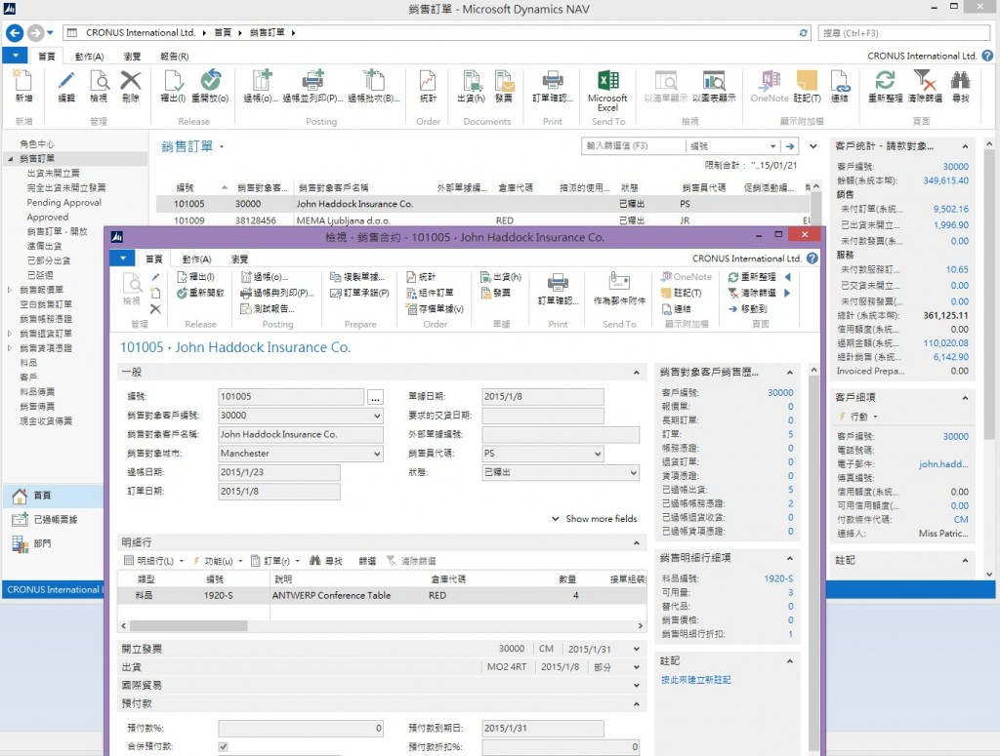 銷售訂單 - Microsoft Dynamics NAV
CRONUS International Ltd. ▸ 首頁 ▸ 銷售訂單 ▸
搜尋 (Ctrl+F3)
首頁 動作(A) 瀏覽 報告(R)
CRONUS International Ltd.
新增 編輯 檢視 刪除 釋出(I) 重開放(o) 過帳(o)... 過帳並列印(P)... 過帳批次(B)... 統計 出貨(h) 發票 訂單確認... Microsoft Excel 以清單顯示 以圖表顯示 OneNote 註記(T) 連結 重新整理 清除篩選 尋找
新增 管理 Release Posting Order Documents Print Send To 檢視 顯示附加欄 頁面
角色中心
銷售訂單
出貨未開立票
完全出貨未開立發票
Pending Approval
Approved
銷售訂單 - 開放
準備出貨
已部分出貨
已延遲
銷售報價單
空白銷售訂單
銷售帳務憑證
銷售退貨訂單
銷售貸項憑證
料品
客戶
料品傳票
銷售傳票
現金收貨傳票
首頁
已過帳票據
部門
CRONUS International
銷售訂單
輸入篩選值 (F3) 編號
限制合計： ''..15/01/21
編號 銷售對象客... 銷售對象客戶名稱 外部單據編... 倉庫代碼 指派的使用... 狀態 銷售員代碼 促銷活動編...
101005 30000 John Haddock Insurance Co. 已釋出 PS
101009 38128456 MEMA Ljubljana d.o.o. RED 已釋出 JR
客戶統計 - 請款對象...
客戶編號: 30000
餘額(系統本幣): 349,615.40
銷售
未付訂單(系統... 9,502.16
出貨未開立... 1,996.90
未付發票(系... 0.00
服務
未付款服務訂... 10.65
已交貨未開立... 0.00
未付服務發票(... 0.00
總計 (系統本幣): 361,125.11
信用額度(系統... 0.00
過期金額(系統... 110,020.08
總計銷售 (系統... 6,142.90
Invoiced Prepa... 0.00
客戶細項
行動
客戶編號: 30000
電話號碼:
電子郵件: john.hadd...
傳真編號:
信用額度(系統... 0.00
可用信用額度(... 0.00
付款條件代碼: CM
連絡人: Miss Patric...
註記
檢視 - 銷售合約 - 101005 · John Haddock Insurance Co.
首頁 動作(A) 瀏覽
CRONUS International Ltd.
檢視 釋出(I) 重新開啟 過帳(o)... 過帳與列印(P)... 測試報告... 複製單據... 訂單承諾(P) 統計 組件訂單 存檔單據(v) 出貨(h) 發票 訂單確認... 作為郵件附件 OneNote 註記(T) 連結 重新整理 清除篩選 移動到
管理 Release Posting Prepare Order 單據 Print Send To 顯示附加欄 頁面
101005 · John Haddock Insurance Co.
一般
編號: 101005 ...
銷售對象客戶編號: 30000
銷售對象客戶名稱: John Haddock Insurance Co.
銷售對象城市: Manchester
過帳日期: 2015/1/23
訂單日期: 2015/1/8
單據日期: 2015/1/8
要求的交貨日期:
外部單據編號:
銷售員代碼: PS
狀態: 已釋出
Show more fields
明細行
明細行(L) 功能(u) 訂單(r) 尋找 篩選 清除篩選
類型 編號 說明 倉庫代碼 數量 接單組裝
料品 1920-S ANTWERP Conference Table RED 4
開立發票 30000 CM 2015/1/31
出貨 MO2 4RT 2015/1/8 部分
國際貿易
預付款
預付款%: 0
合併預付款:
預付款到期日: 2015/1/31
預付款折扣%: 0
銷售對象客戶銷售歷...
客戶編號: 30000
報價單: 0
長期訂單: 0
訂單: 5
帳務憑證: 0
退貨訂單: 0
貸項憑證: 0
已過帳出貨: 5
已過帳帳務憑證: 2
已過帳退貨收貨: 0
已過帳貸項憑證: 0
銷售明細行細項
料品編號: 1920-S
可用量: 3
替代品: 0
銷售價格: 0
銷售明細行折扣: 1
註記
按此來建立新註記